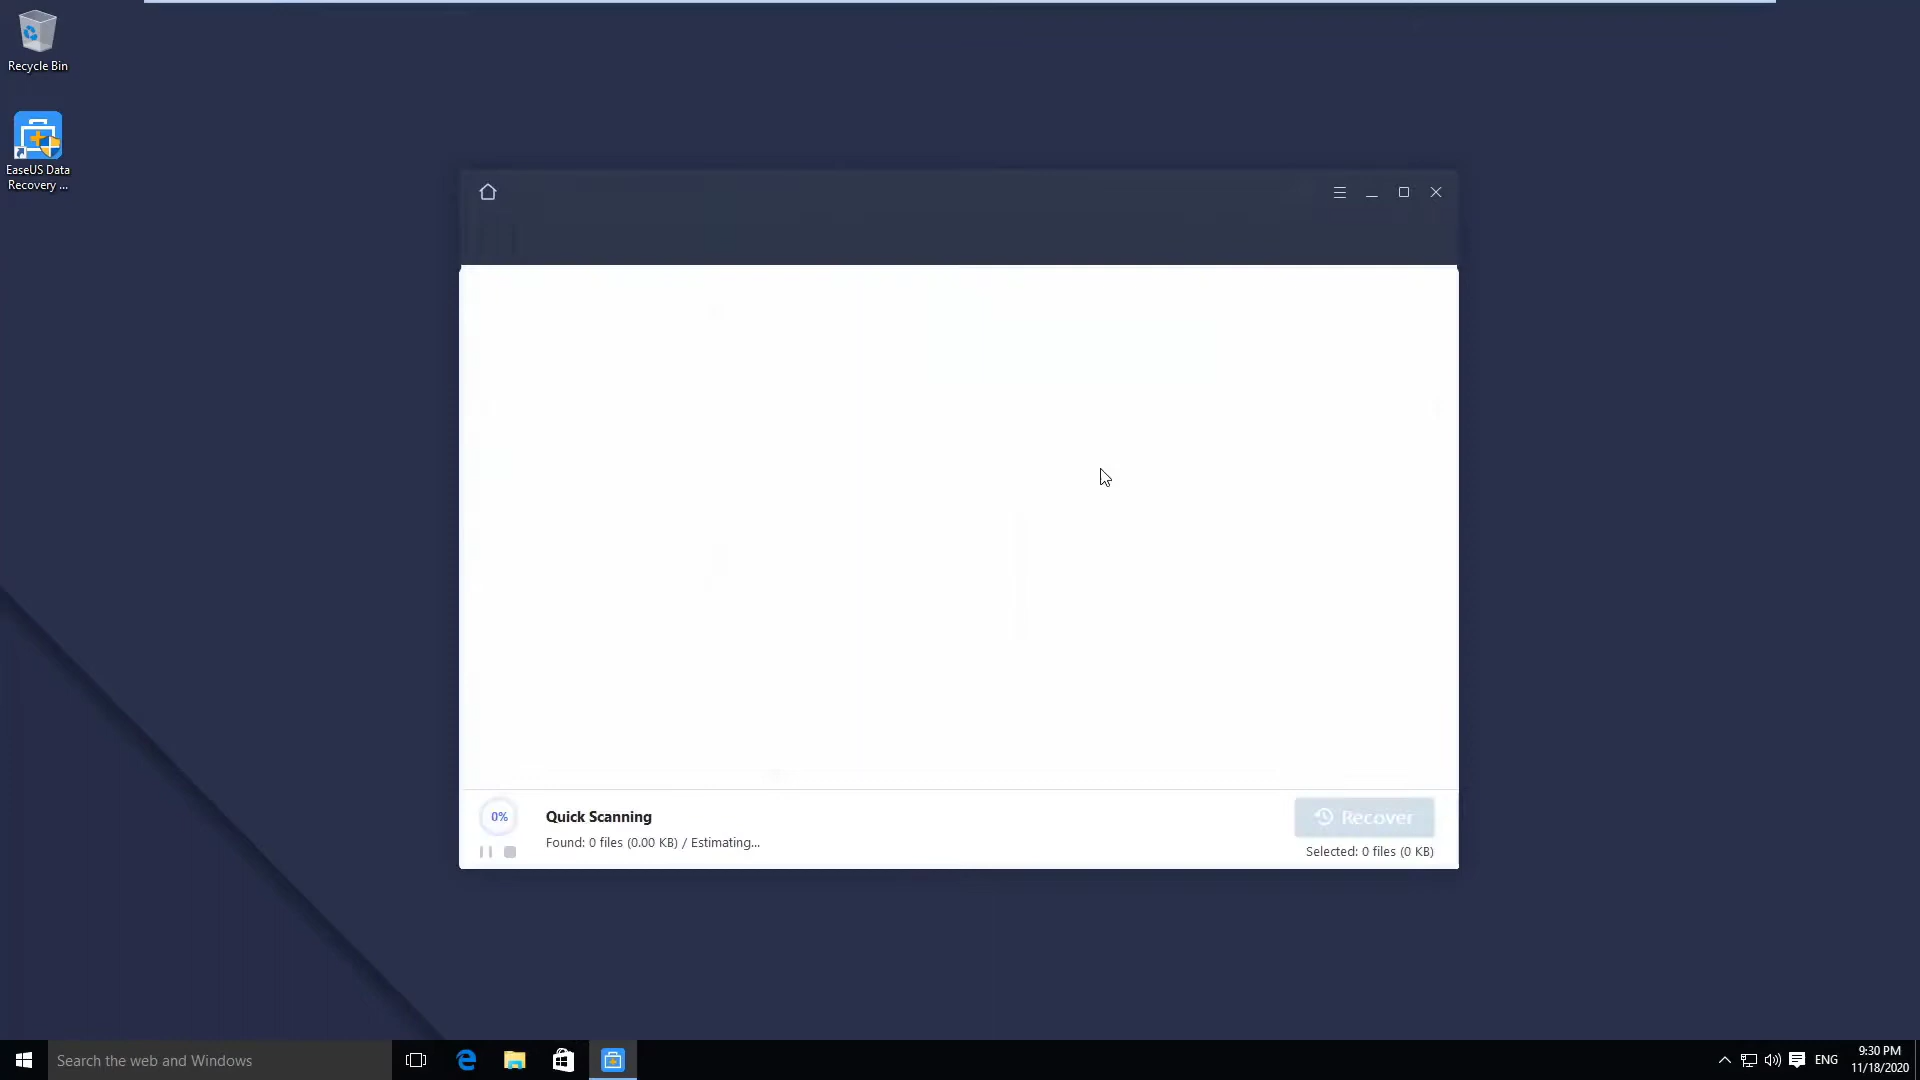 Recycle Bin
EaseUS Data
Recovery ...
0%
Quick Scanning
Found: 0 files (0.00 KB) / Estimating...
Recover
Selected: 0 files (0 KB)
Search the web and Windows
ENG
9:30 PM
11/18/2020